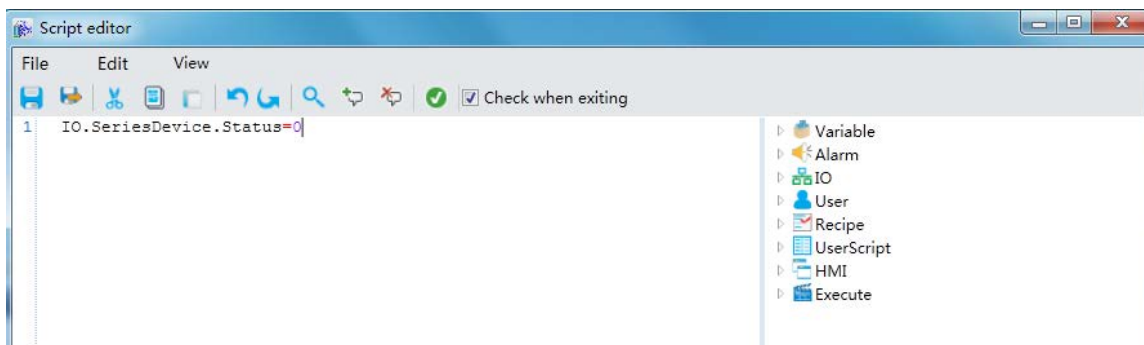 Script editor
File Edit View
Check when exiting
1 IO.SeriesDevice.Status=0
Variable
Alarm
IO
User
Recipe
UserScript
HMI
Execute